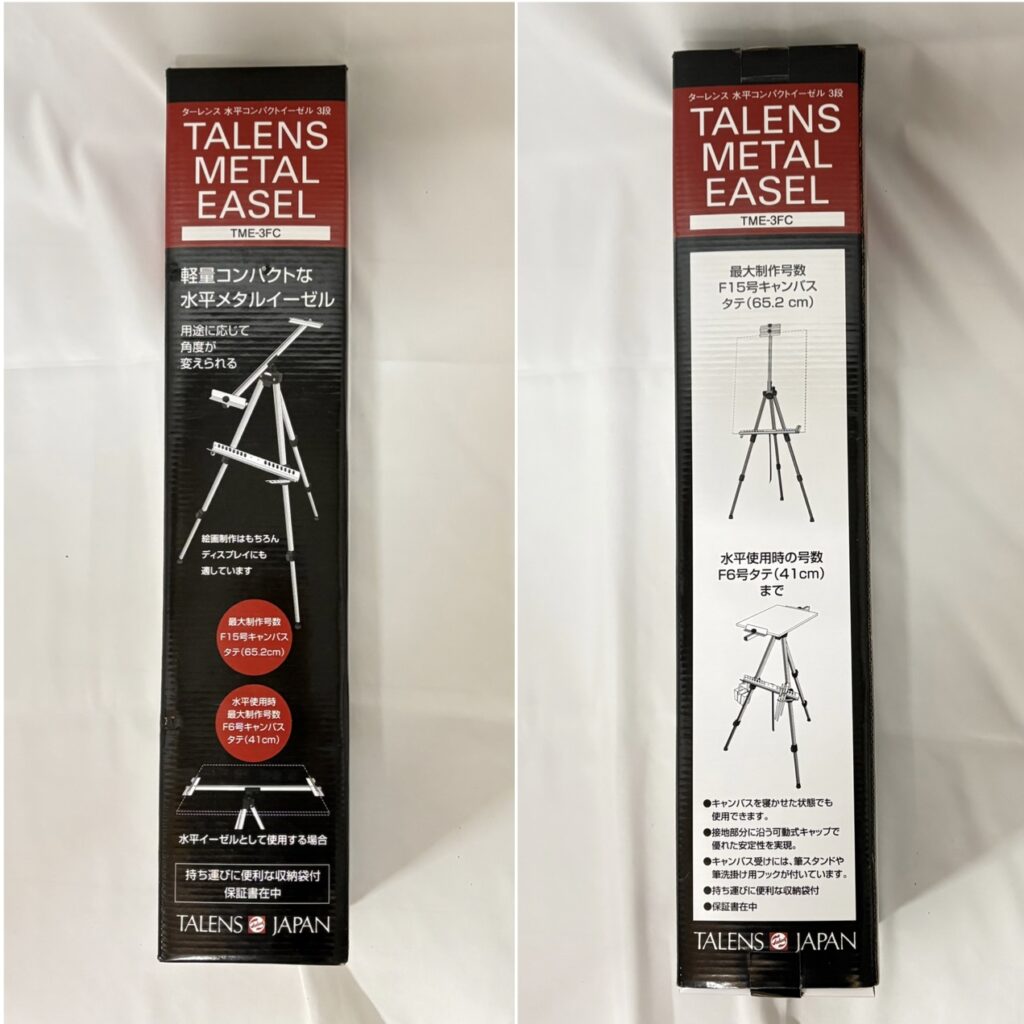 ターレンス 水平コンパクトイーゼル 3段
TALENS
METAL
EASEL
TME-3FC
軽量コンパクトな
水平メタルイーゼル
用途に応じて
角度が
変えられる
絵画制作はもちろん
ディスプレイにも
適しています
最大制作号数
F15号キャンバス
タテ(65.2cm)
水平使用時
最大制作号数
F6号キャンバス
タテ(41cm)
水平イーゼルとして使用する場合
持ち運びに便利な収納袋付
保証書在中
TALENS JAPAN
ターレンス 水平コンパクトイーゼル 3段
TALENS
METAL
EASEL
TME-3FC
最大制作号数
F15号キャンバス
タテ(65.2 cm)
水平使用時の号数
F6号タテ(41cm)
まで
●キャンバスを寝かせた状態でも
使用できます。
●接地部分に沿う可動式キャップで
優れた安定性を実現。
●キャンバス受けには、筆スタンドや
筆洗掛け用フックが付いています。
●持ち運びに便利な収納袋付
●保証書在中
TALENS JAPAN